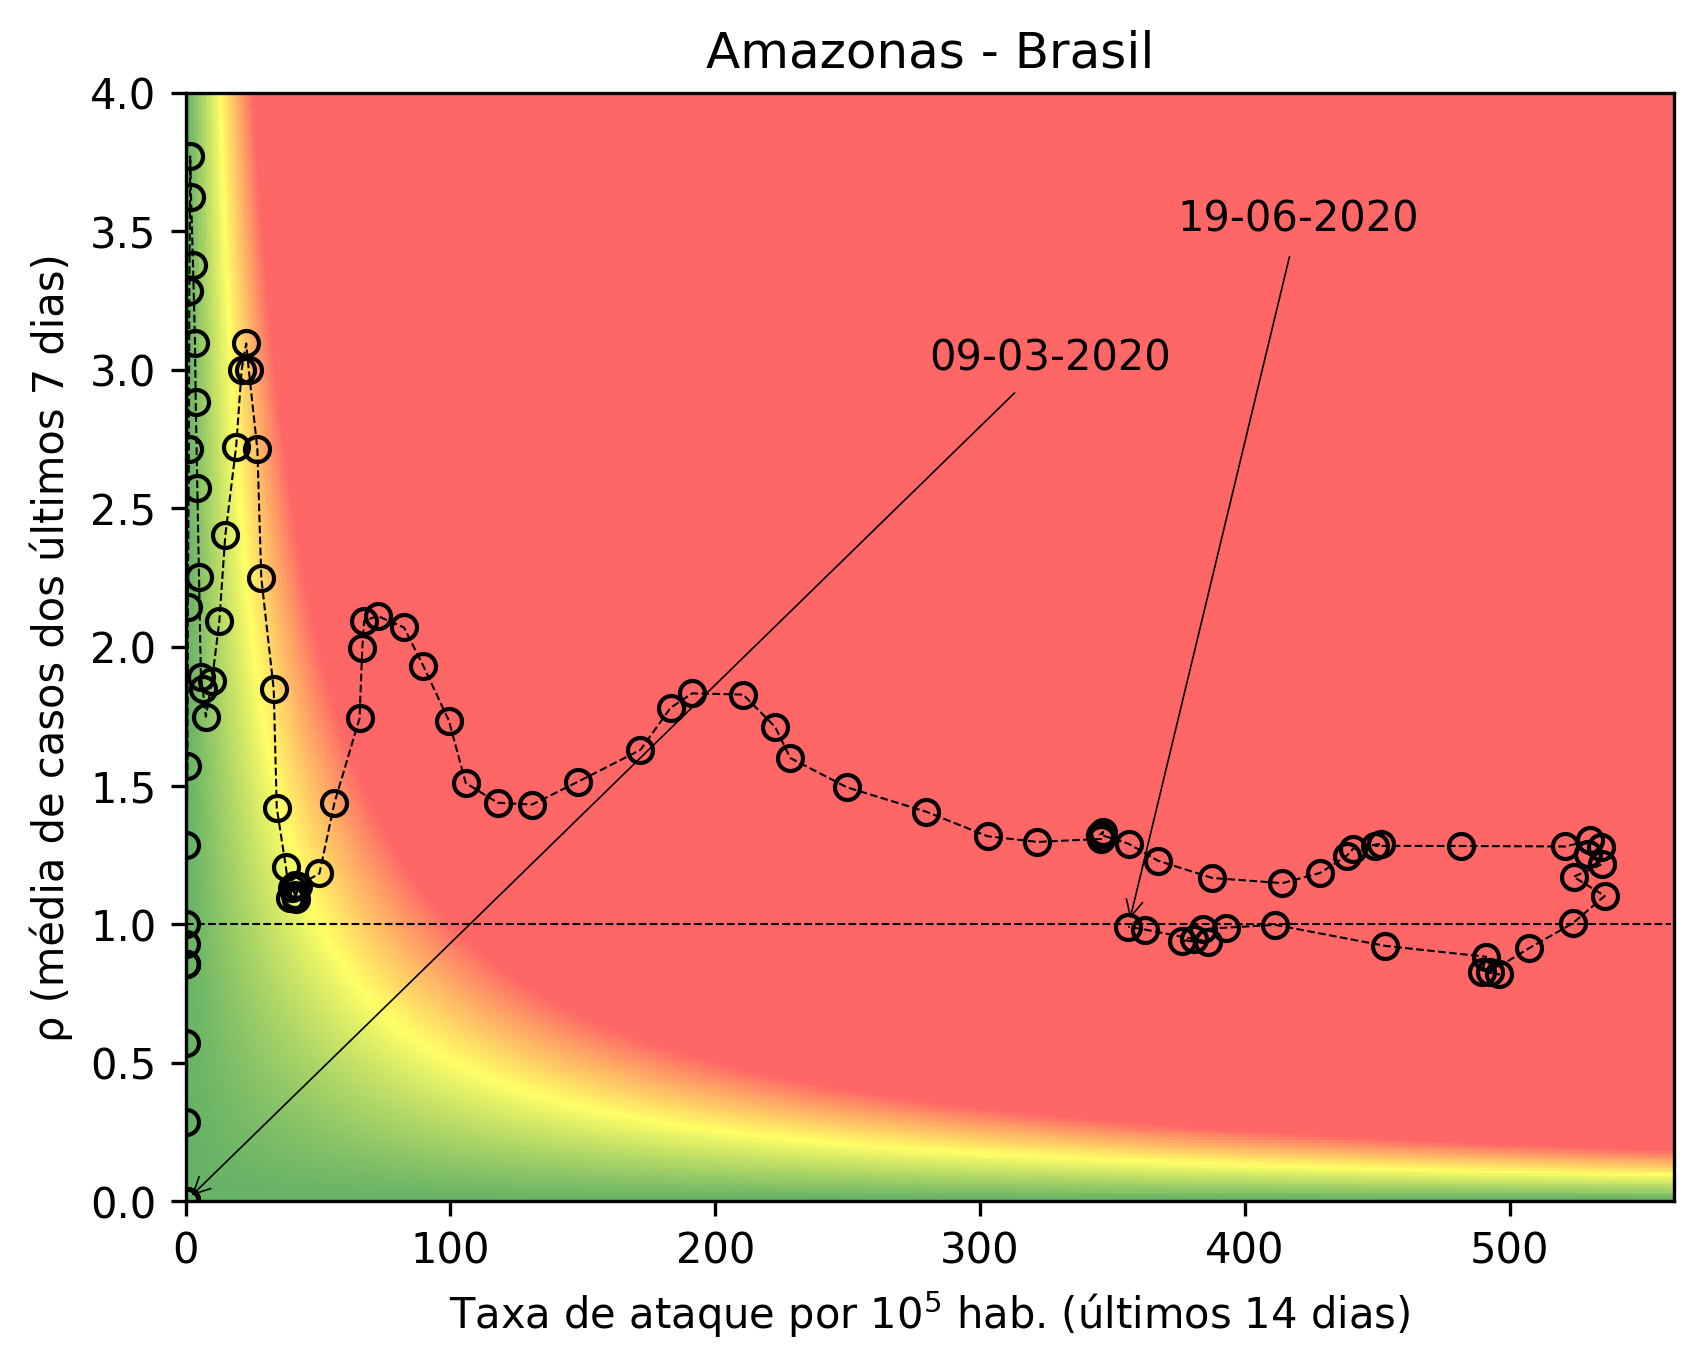 Amazonas - Brasil
4.0
3.5
3.0
2.5
2.0
1.5
1.0
0.5
0.0
ρ (média de casos dos últimos 7 dias)
19-06-2020
09-03-2020
0 100 200 300 400 500
Taxa de ataque por 10⁵ hab. (últimos 14 dias)